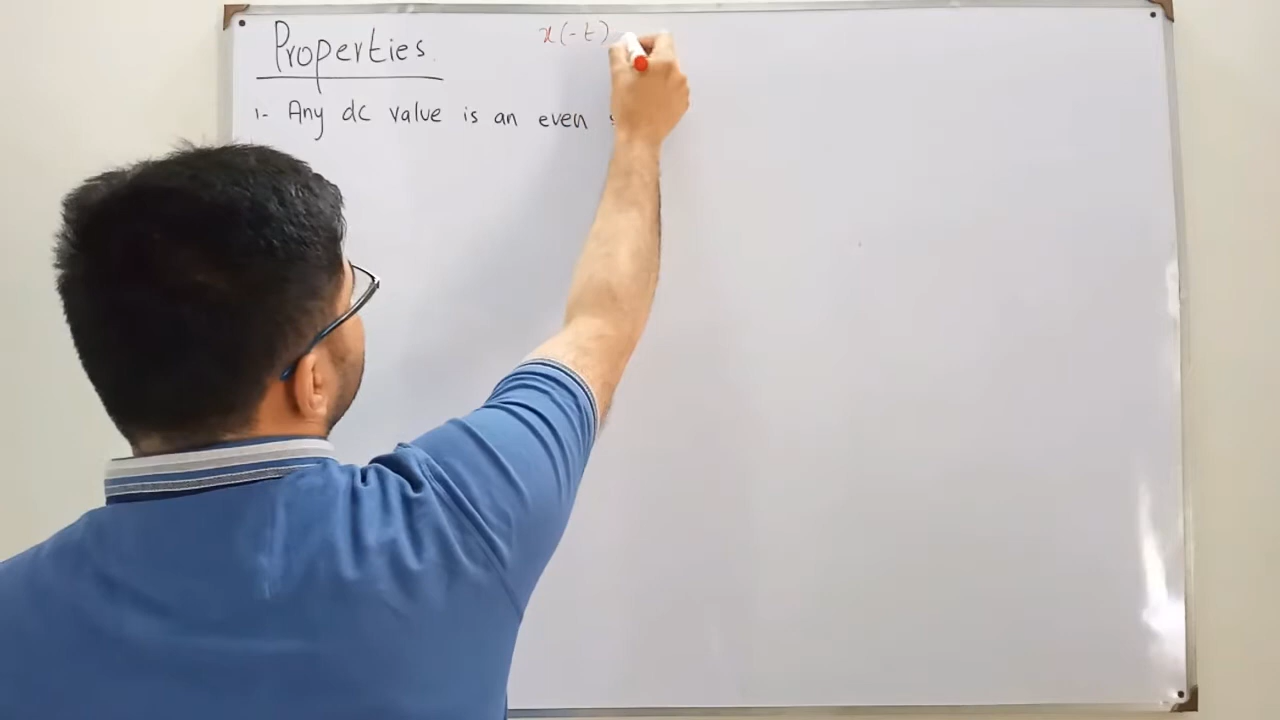 Properties.
x(-t)
1- Any dc value is an even